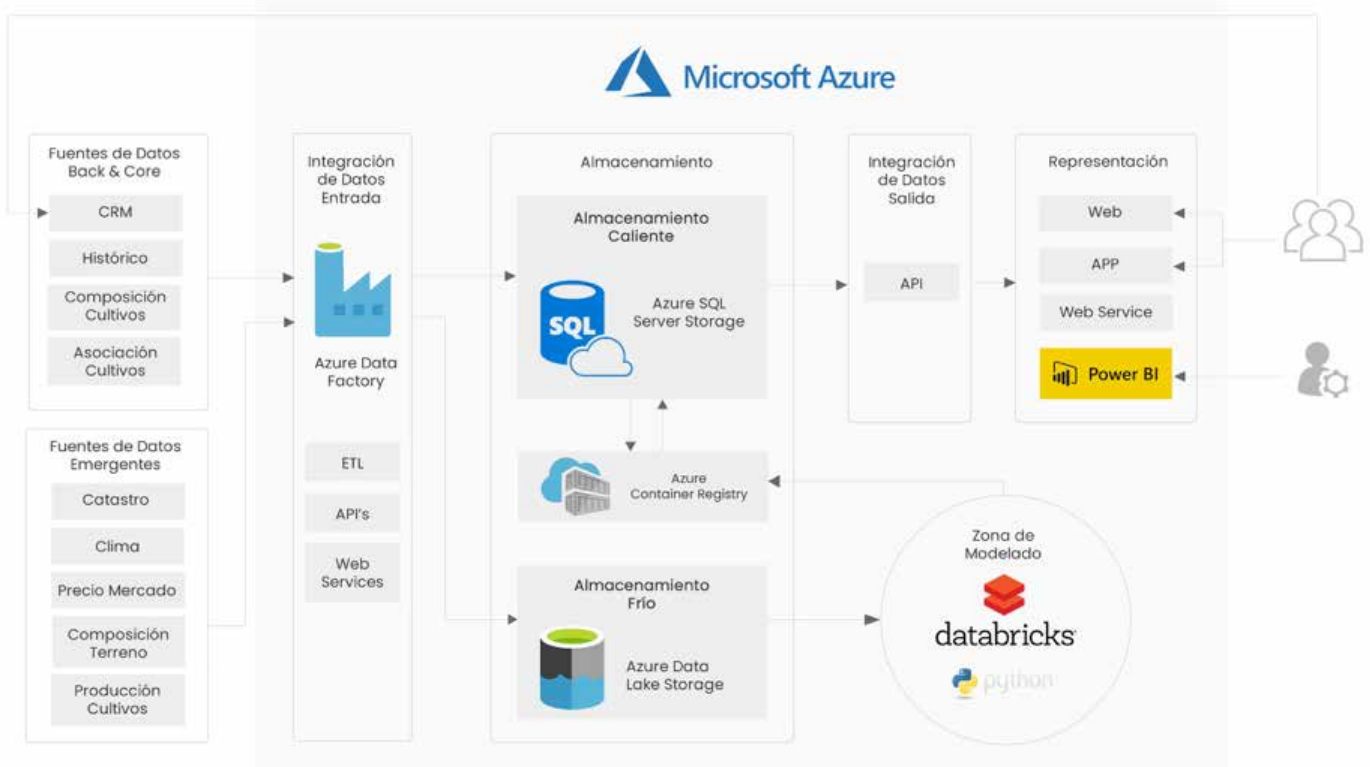 Microsoft Azure
Fuentes de Datos
Back & Core
CRM
Histórico
Composición
Cultivos
Asociación
Cultivos
Fuentes de Datos
Emergentes
Catastro
Clima
Precio Mercado
Composición
Terreno
Producción
Cultivos
Integración
de Datos
Entrada
Azure Data
Factory
ETL
API's
Web
Services
Almacenamiento
Almacenamiento
Caliente
SQL
Azure SQL
Server Storage
Azure
Container Registry
Almacenamiento
Frío
Azure Data
Lake Storage
Integración
de Datos
Salida
API
Representación
Web
APP
Web Service
Power BI
Zona de
Modelado
databricks
python